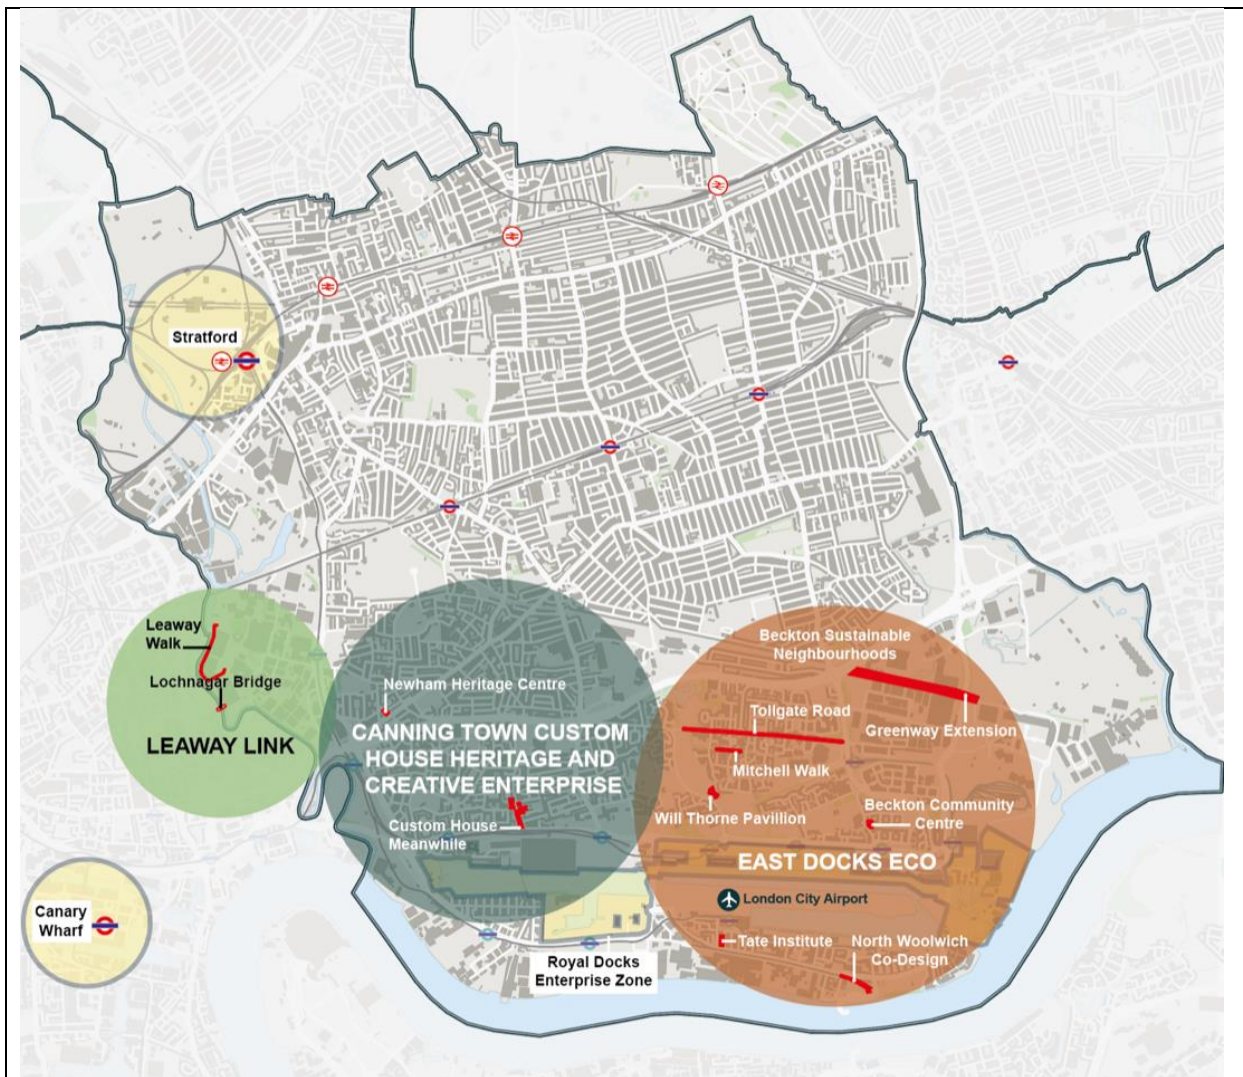 Stratford
Leaway
Walk
Lochnagar Bridge
LEAWAY LINK
Newham Heritage Centre
CANNING TOWN CUSTOM
HOUSE HERITAGE AND
CREATIVE ENTERPRISE
Custom House
Meanwhile
Beckton Sustainable
Neighbourhoods
Tollgate Road
Greenway Extension
Mitchell Walk
Will Thorne Paviilion
Beckton Community
Centre
EAST DOCKS ECO
London City Airport
Tate Institute
North Woolwich
Co-Design
Canary
Wharf
Royal Docks
Enterprise Zone